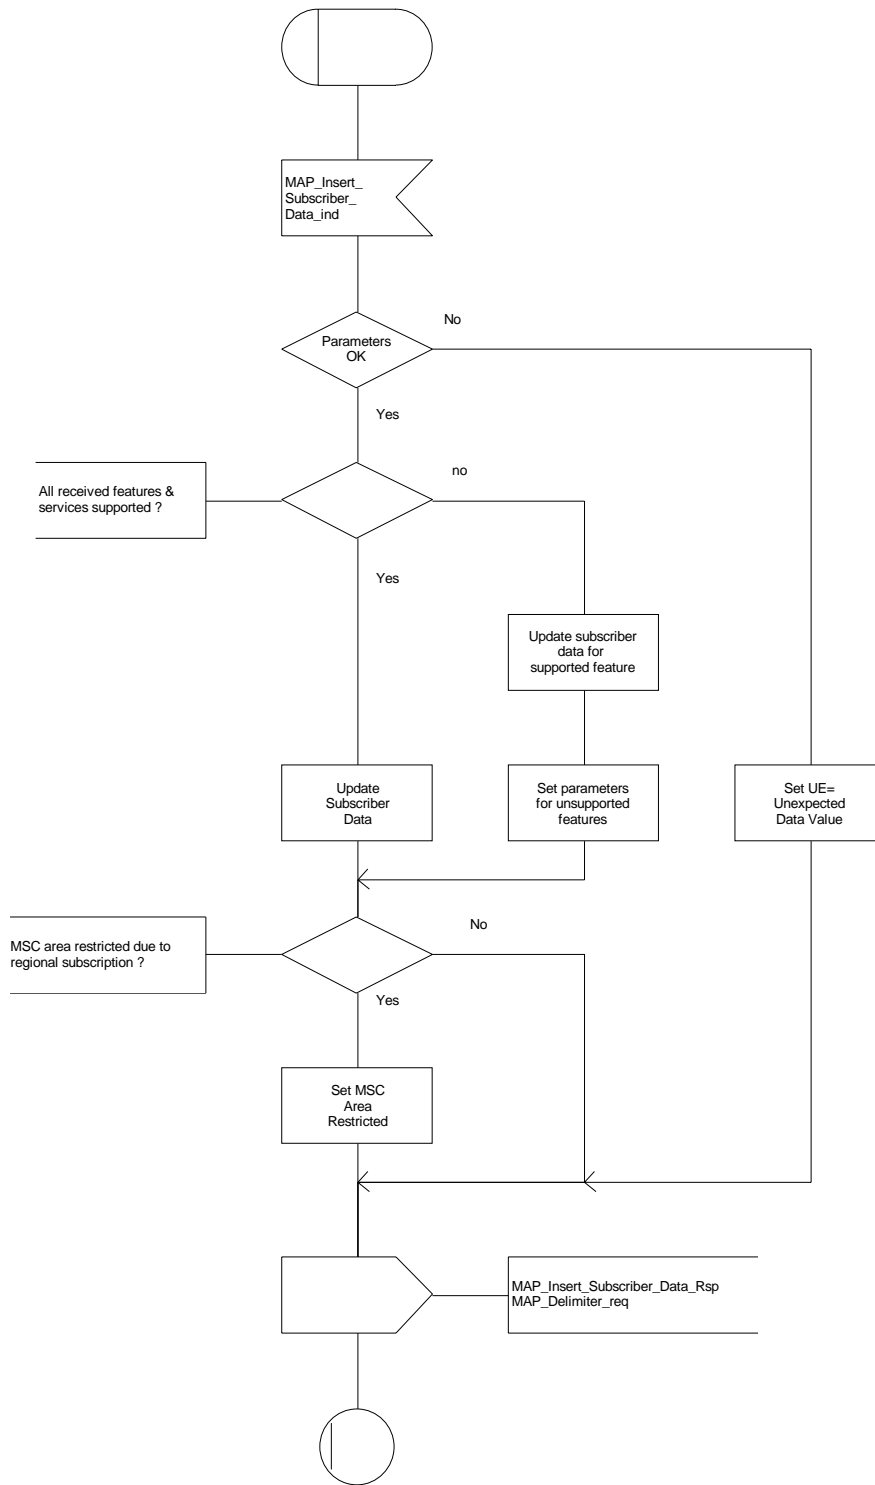 MAP_Insert_
Subscriber_
Data_ind
No
Parameters
OK
Yes
no
All received features &
services supported ?
Yes
Update subscriber
data for
supported feature
Update
Subscriber
Data
Set parameters
for unsupported
features
Set UE=
Unexpected
Data Value
No
MSC area restricted due to
regional subscription ?
Yes
Set MSC
Area
Restricted
MAP_Insert_Subscriber_Data_Rsp
MAP_Delimiter_req